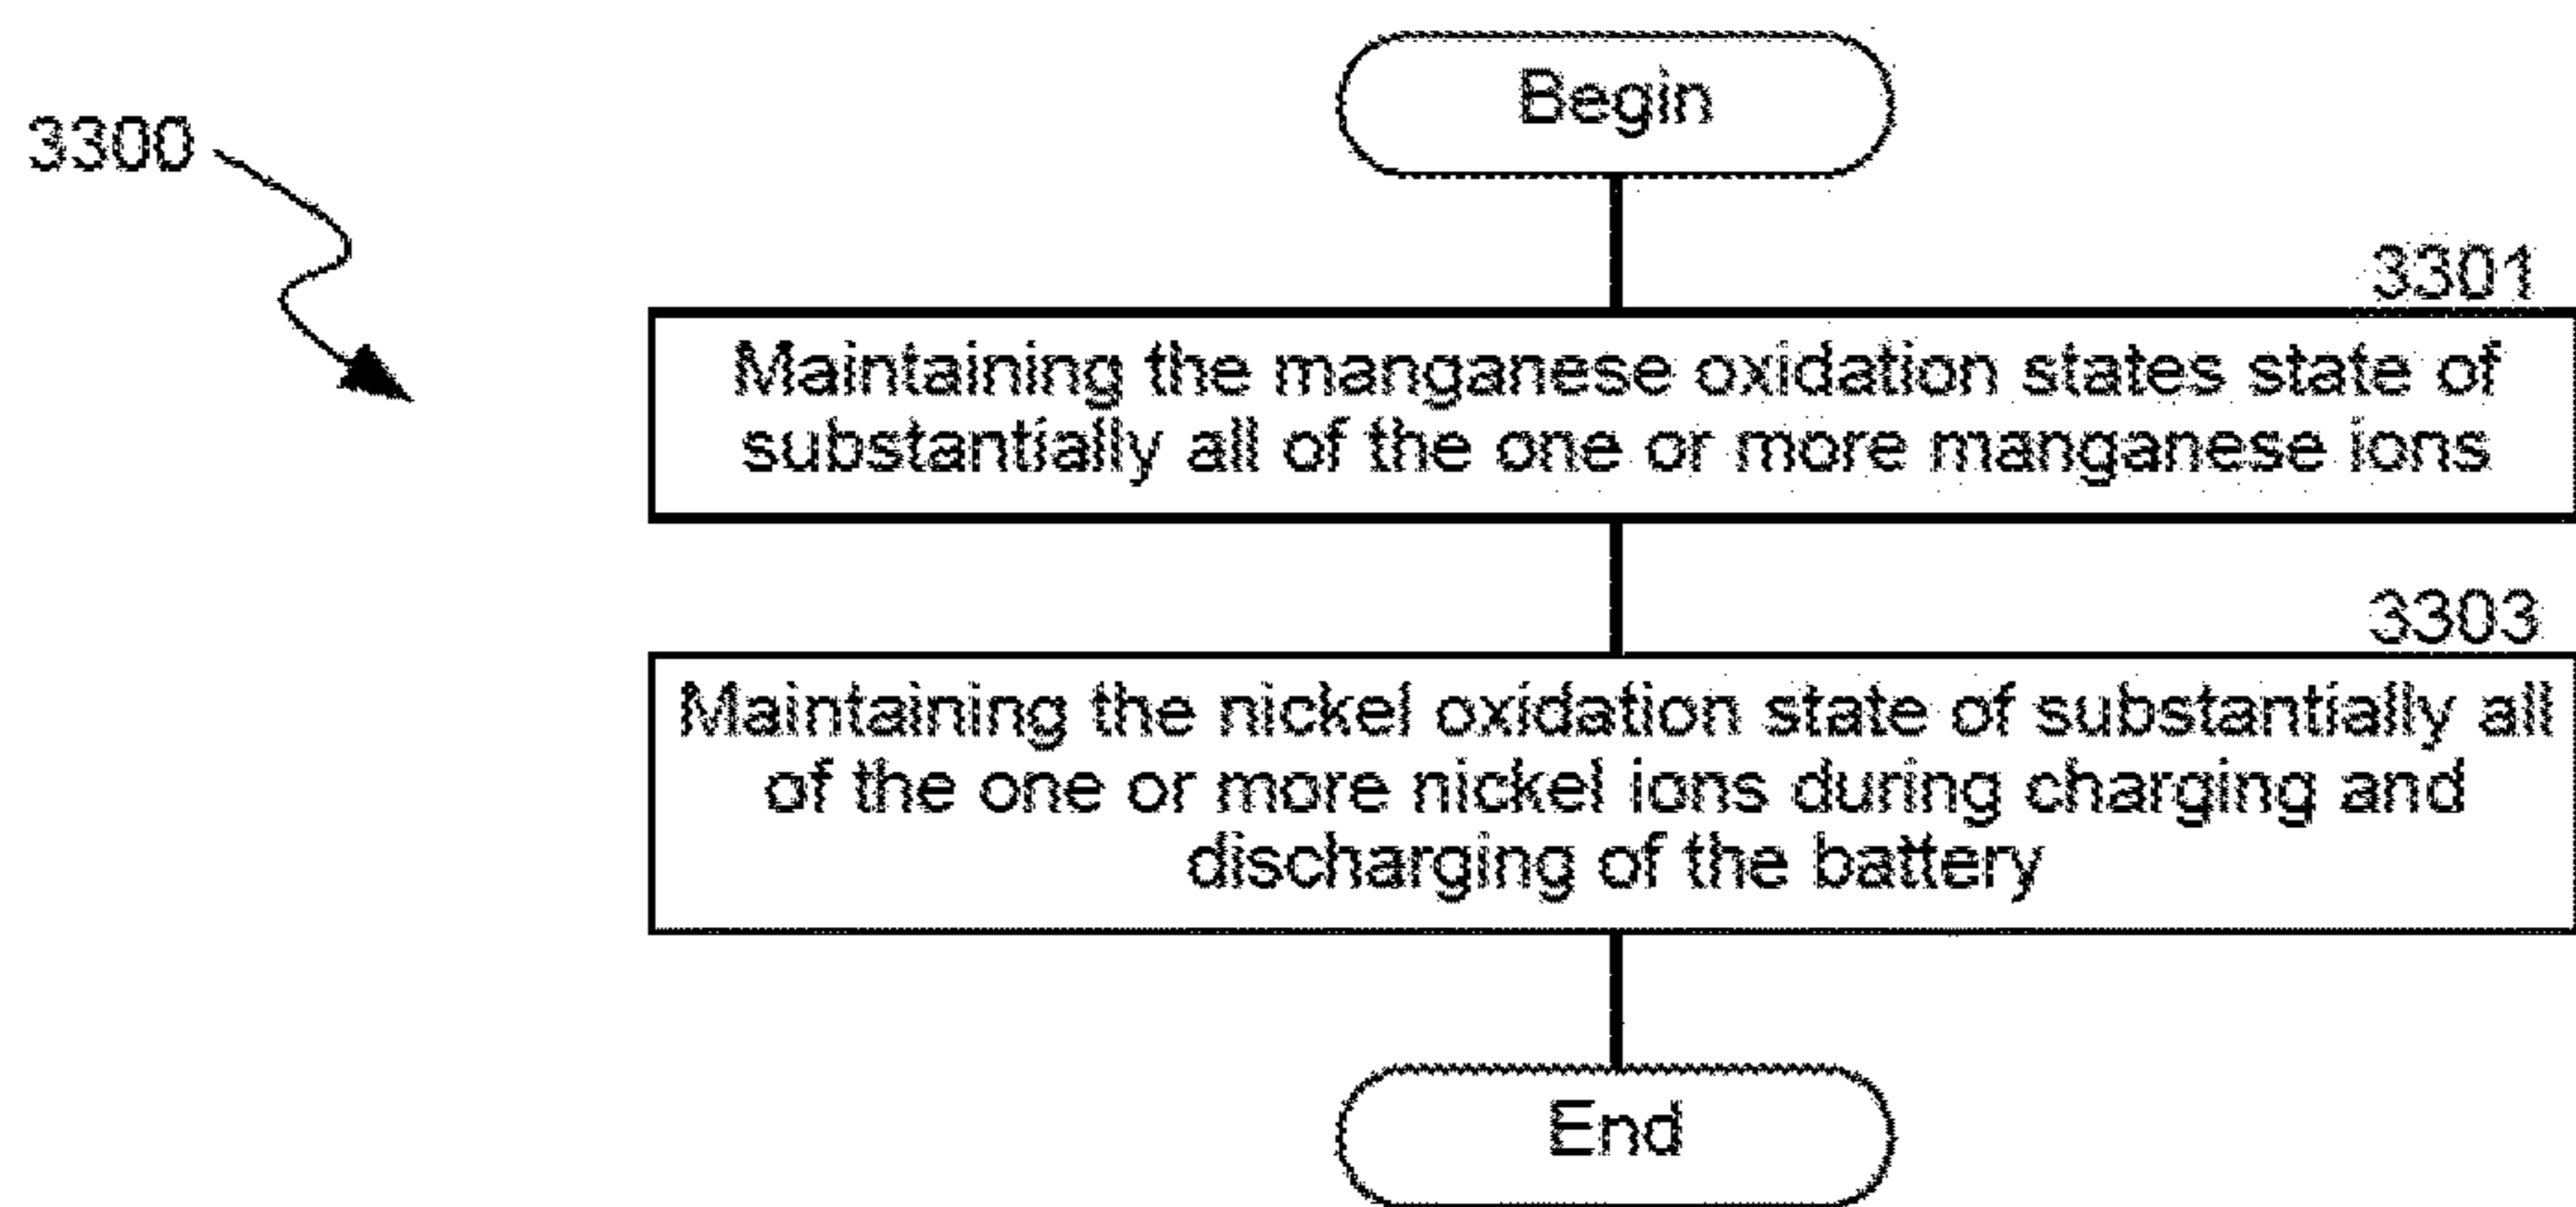 Begin
3300
3301
Maintaining the manganese oxidation states state of
substantially all of the one or more manganese ions
3303
Maintaining the nickel oxidation state of substantially all
of the one or more nickel ions during charging and
discharging of the battery
End